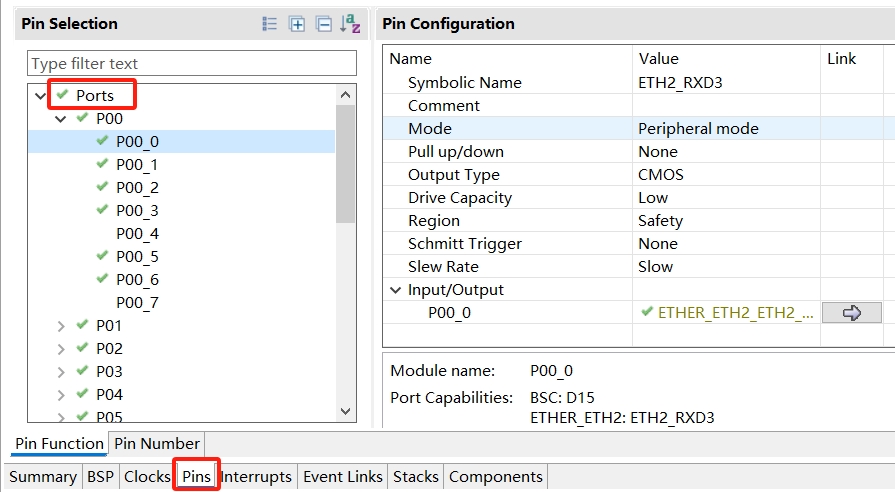 Pin Selection
Type filter text
Ports
P00
P00_0
P00_1
P00_2
P00_3
P00_4
P00_5
P00_6
P00_7
P01
P02
P03
P04
P05
Pin Configuration
Name Value Link
Symbolic Name ETH2_RXD3
Comment
Mode Peripheral mode
Pull up/down None
Output Type CMOS
Drive Capacity Low
Region Safety
Schmitt Trigger None
Slew Rate Slow
Input/Output
P00_0 ETHER_ETH2_ETH2_...
Module name: P00_0
Port Capabilities: BSC: D15
ETHER_ETH2: ETH2_RXD3
Pin Function Pin Number
Summary BSP Clocks Pins Interrupts Event Links Stacks Components